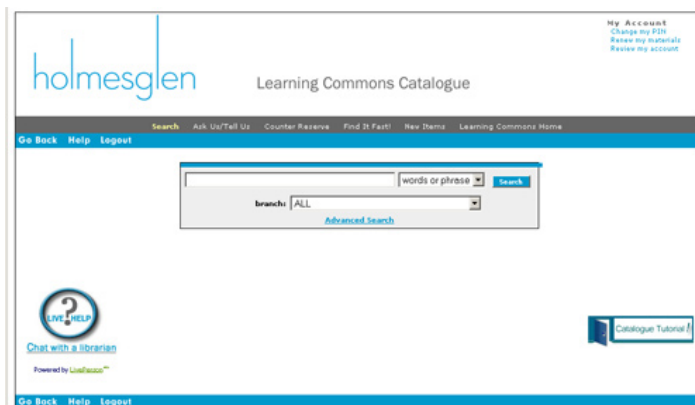 My Account
Change my PIN
Renew my materials
Review my account
holmesglen
Learning Commons Catalogue
Search Ask Us/Tell Us Counter Reserve Find It Fast! New Items Learning Commons Home
Go Back Help Logout
words or phrase Search
branch: ALL
Advanced Search
LIVE ? HELP
Chat with a librarian
Catalogue Tutorial
Powered by LivePerson
Go Back Help Logout